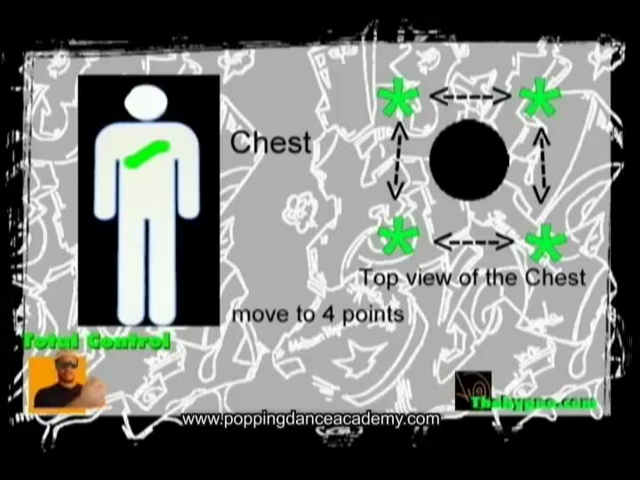 Chest
Top view of the Chest
move to 4 points
Total Control
Thehypno.com
www.poppingdanceacademy.com